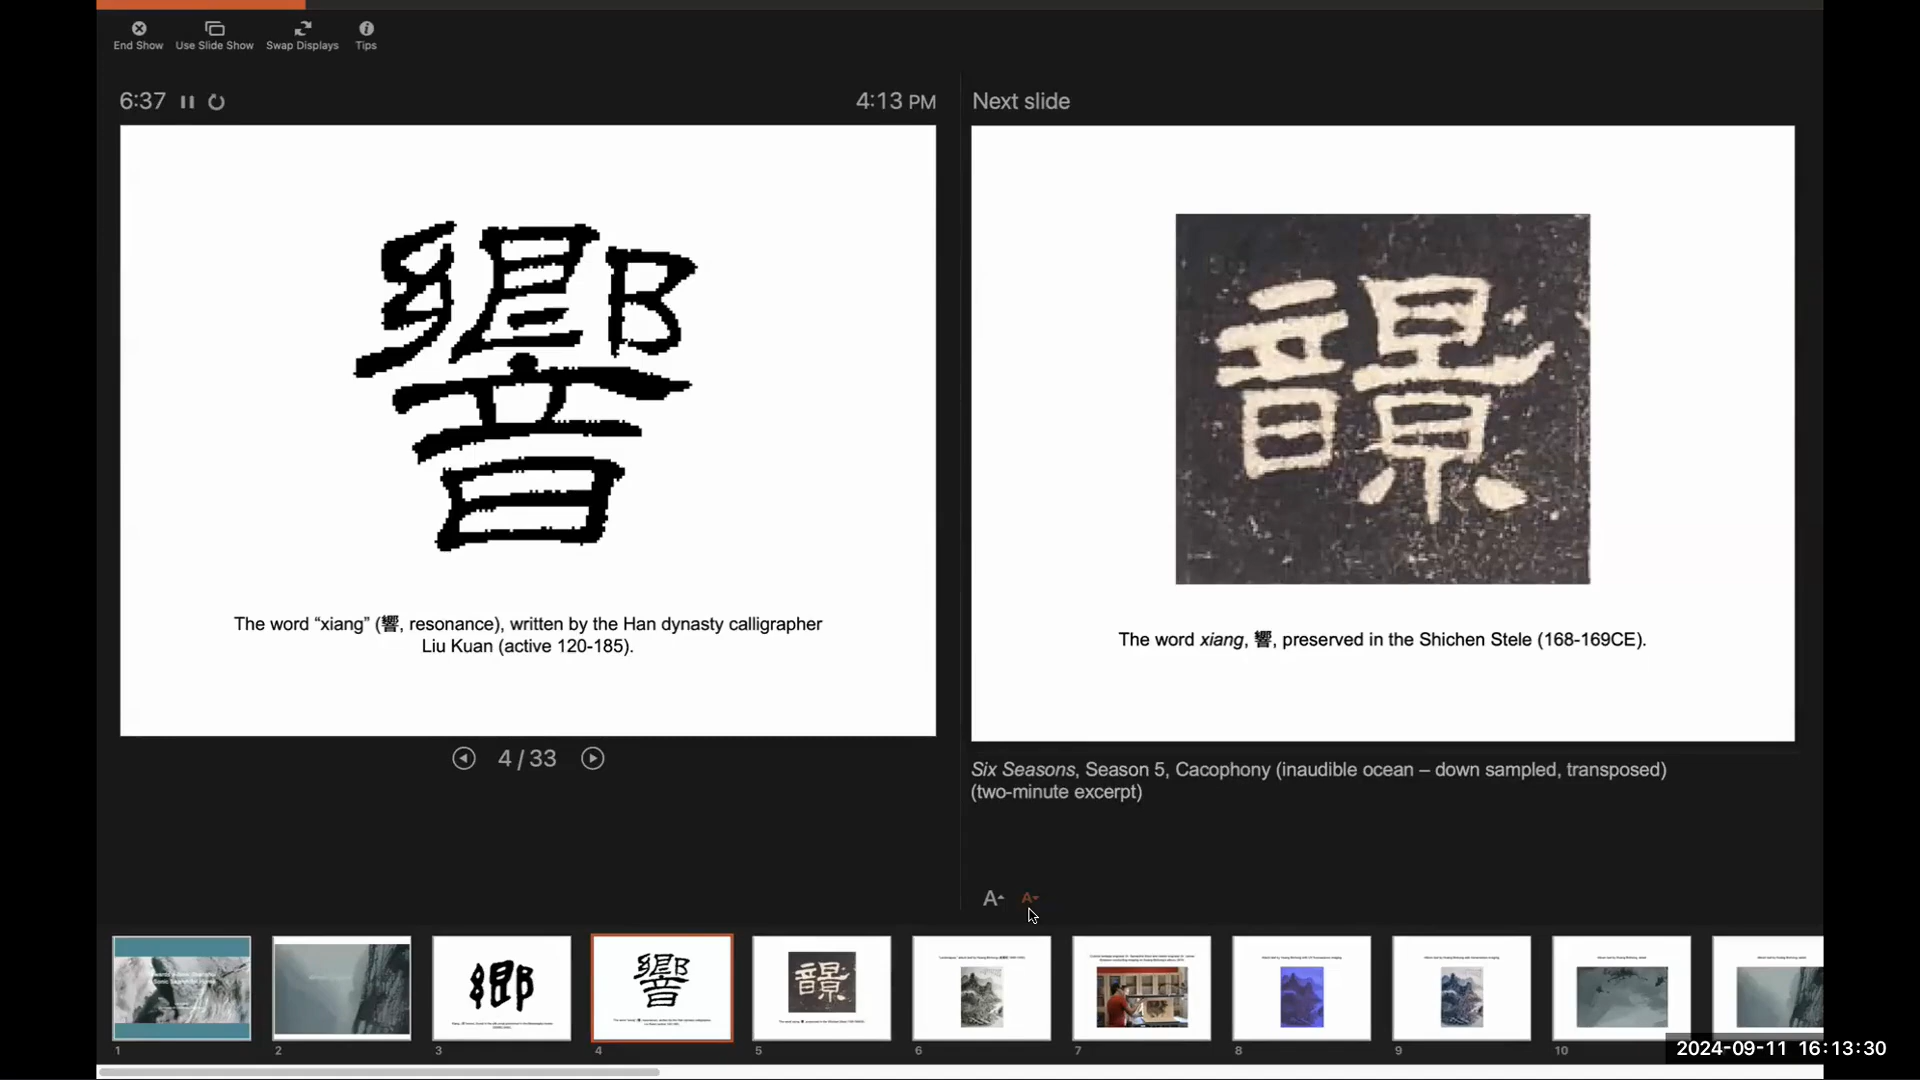 End Show
Use Slide Show
Swap Displays
Tips
6:37
4:13 PM
Next slide
響
The word “xiang” (響, resonance), written by the Han dynasty calligrapher
Liu Kuan (active 120-185).
4 / 33
The word xiang, 響, preserved in the Shichen Stele (168-169CE).
Six Seasons, Season 5, Cacophony (inaudible ocean – down sampled, transposed)
(two-minute excerpt)
A
A
1
2
3
4
5
6
7
8
9
10
2024-09-11 16:13:30